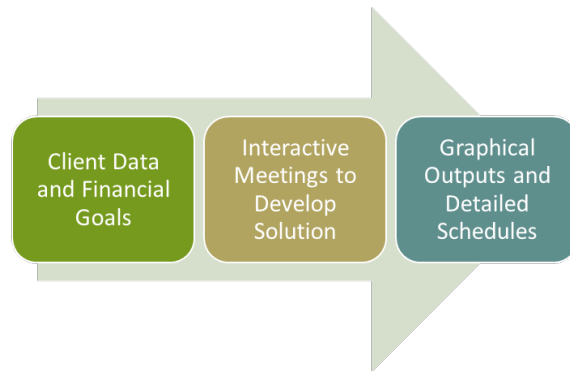 Client Data
and Financial
Goals
Interactive
Meetings to
Develop
Solution
Graphical
Outputs and
Detailed
Schedules